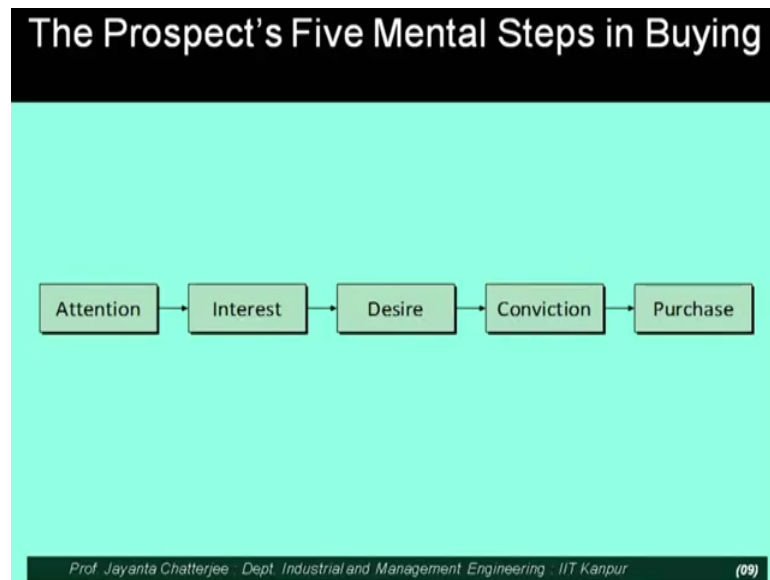 The Prospect's Five Mental Steps in Buying
Attention
Interest
Desire
Conviction
Purchase
Prof. Jayanta Chatterjee : Dept. Industrial and Management Engineering : IIT Kanpur
(09)